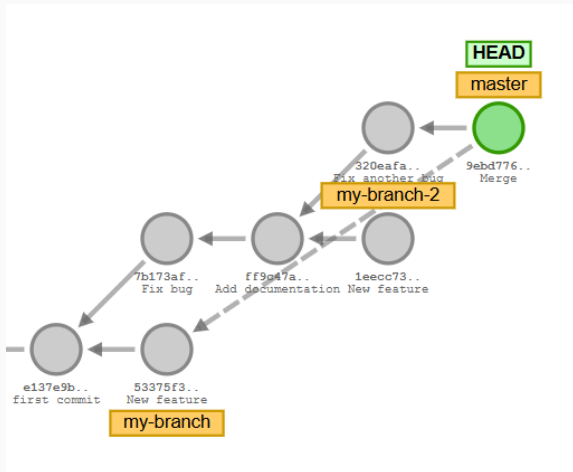 HEAD
master
320eafa..
Fix another bug
9ebd776..
Merge
my-branch-2
7b173af..
Fix bug
ff9c47a..
Add documentation
1eecc73..
New feature
e137e9b..
first commit
53375f3..
New feature
my-branch